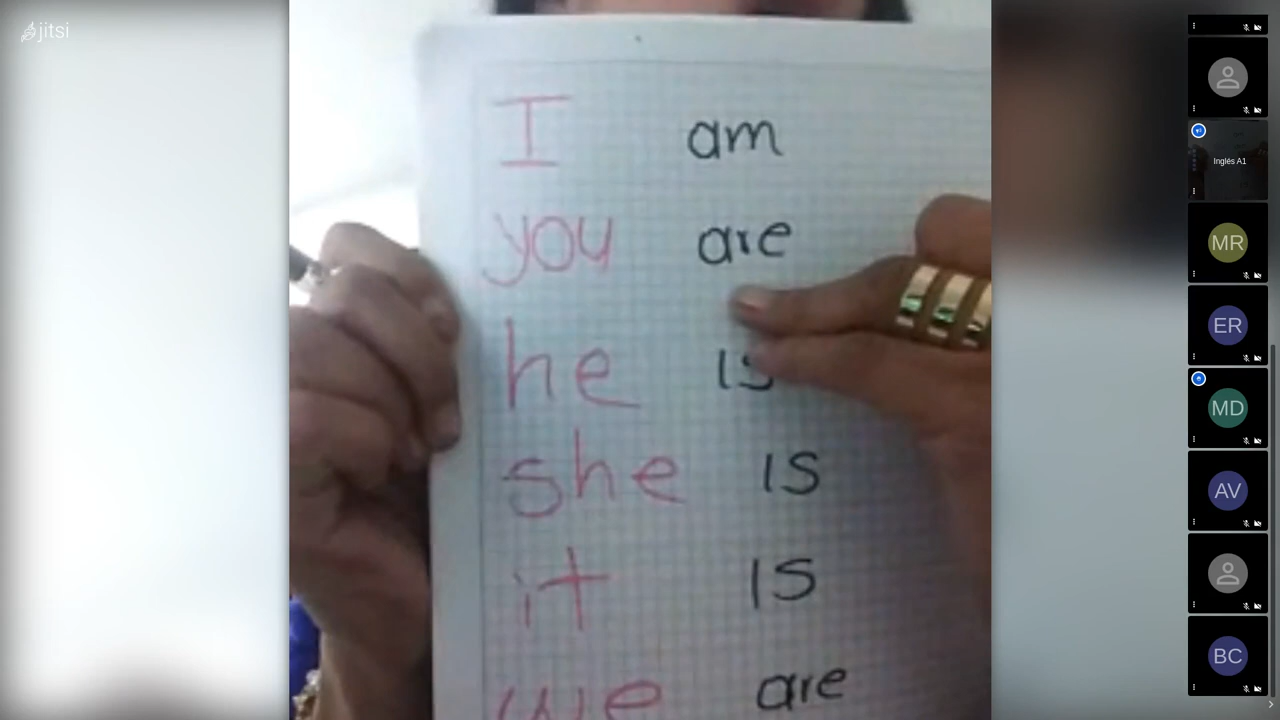 jitsi
I am
you are
he is
she is
it is
we are
Inglés A1
MR
ER
MD
AV
BC